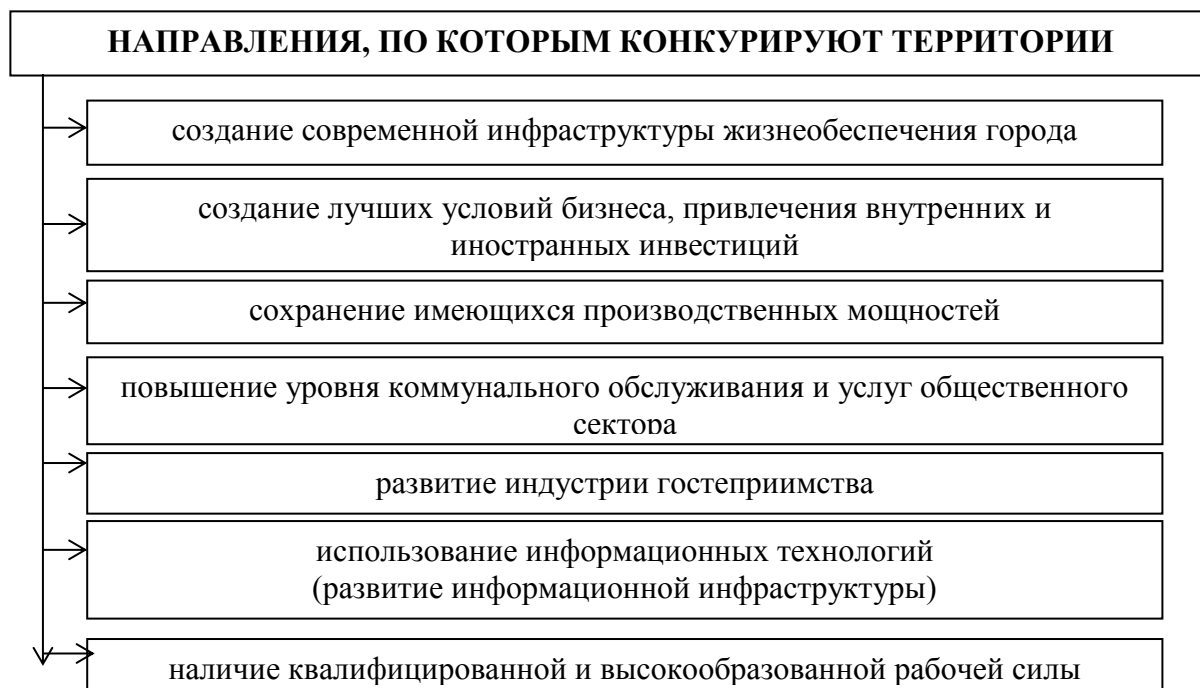 НАПРАВЛЕНИЯ, ПО КОТОРЫМ КОНКУРИРУЮТ ТЕРРИТОРИИ
создание современной инфраструктуры жизнеобеспечения города
создание лучших условий бизнеса, привлечения внутренних и
иностранных инвестиций
сохранение имеющихся производственных мощностей
повышение уровня коммунального обслуживания и услуг общественного
сектора
развитие индустрии гостеприимства
использование информационных технологий
(развитие информационной инфраструктуры)
наличие квалифицированной и высокообразованной рабочей силы